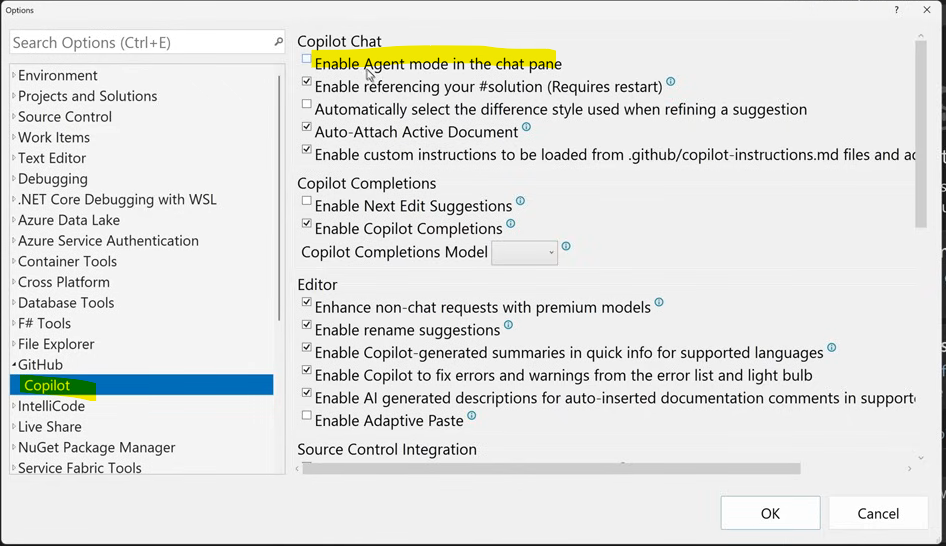 Options
?
Search Options (Ctrl+E)
Environment
Projects and Solutions
Source Control
Work Items
Text Editor
Debugging
.NET Core Debugging with WSL
Azure Data Lake
Azure Service Authentication
Container Tools
Cross Platform
Database Tools
F# Tools
File Explorer
GitHub
Copilot
IntelliCode
Live Share
NuGet Package Manager
Service Fabric Tools
Copilot Chat
Enable Agent mode in the chat pane
Enable referencing your #solution (Requires restart)
Automatically select the difference style used when refining a suggestion
Auto-Attach Active Document
Enable custom instructions to be loaded from .github/copilot-instructions.md files and
Copilot Completions
Enable Next Edit Suggestions
Enable Copilot Completions
Copilot Completions Model
Editor
Enhance non-chat requests with premium models
Enable rename suggestions
Enable Copilot-generated summaries in quick info for supported languages
Enable Copilot to fix errors and warnings from the error list and light bulb
Enable AI generated descriptions for auto-inserted documentation comments in
Enable Adaptive Paste
Source Control Integration
OK
Cancel